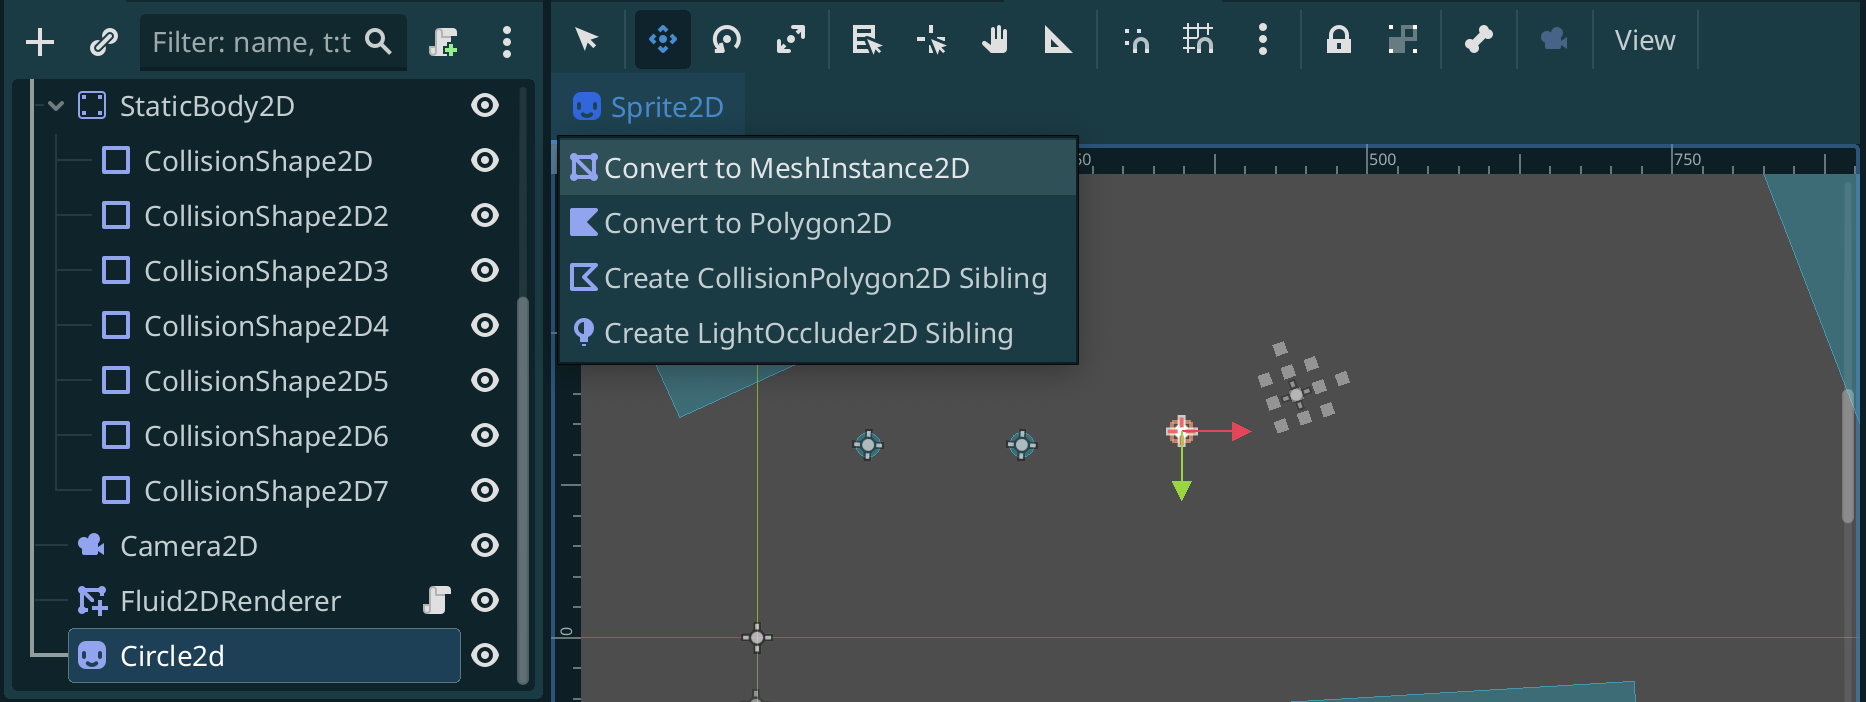 Filter: name, t:t
View
StaticBody2D
CollisionShape2D
CollisionShape2D2
CollisionShape2D3
CollisionShape2D4
CollisionShape2D5
CollisionShape2D6
CollisionShape2D7
Camera2D
Fluid2DRenderer
Circle2d
Sprite2D
Convert to MeshInstance2D
Convert to Polygon2D
Create CollisionPolygon2D Sibling
Create LightOccluder2D Sibling
50
500
750
0